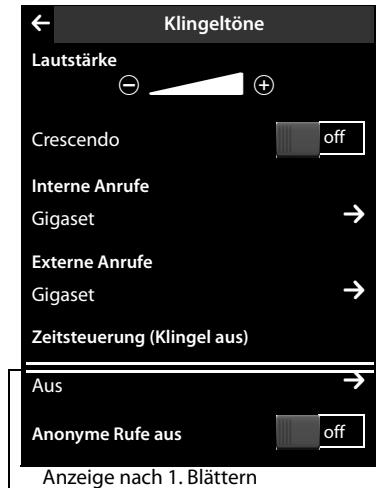 Klingeltöne
Lautstärke
Crescendo off
Interne Anrufe
Gigaset
Externe Anrufe
Gigaset
Zeitsteuerung (Klingel aus)
Aus
Anonyme Rufe aus off
Anzeige nach 1. Blättern